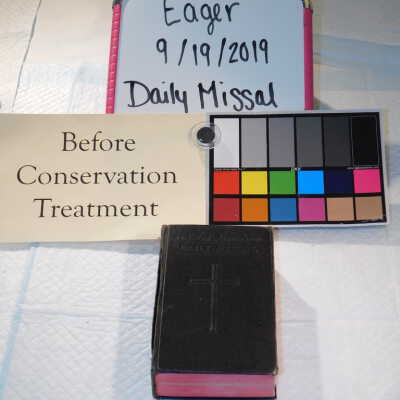 Eager
9/19/2019
Daily Missal
Before
Conservation
Treatment